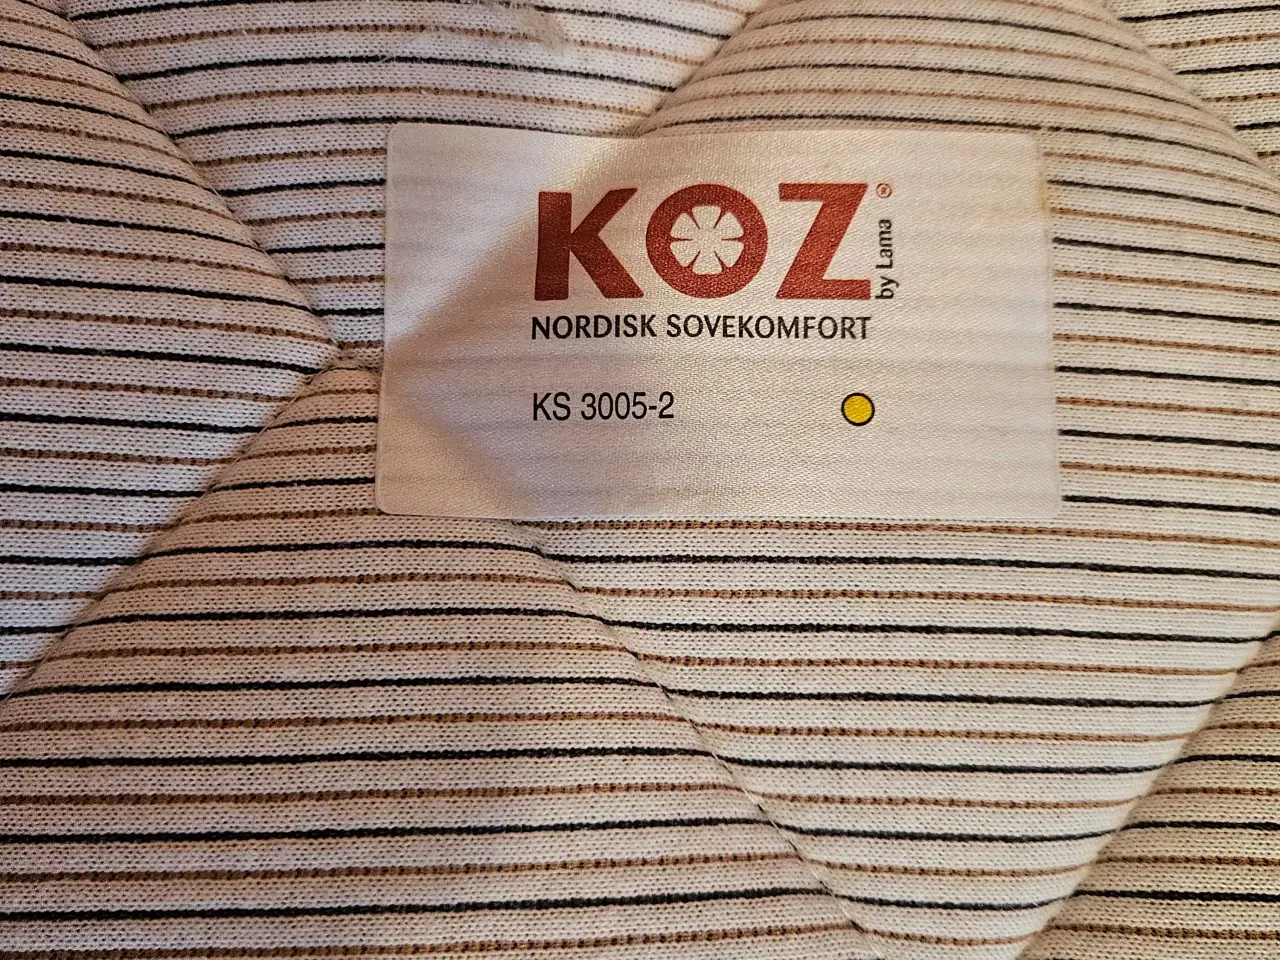 KOZ®
by Lama
NORDISK SOVEKOMFORT
KS 3005-2